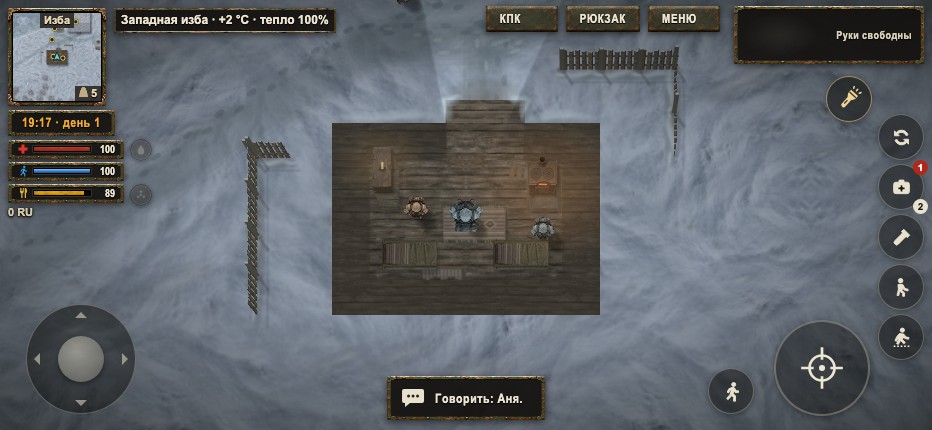 Изба
Западная изба · +2 °C · тепло 100%
КПК
РЮКЗАК
МЕНЮ
Руки свободны
САО
5
19:17 · день 1
100
100
89
0 RU
1
2
Говорить: Аня.